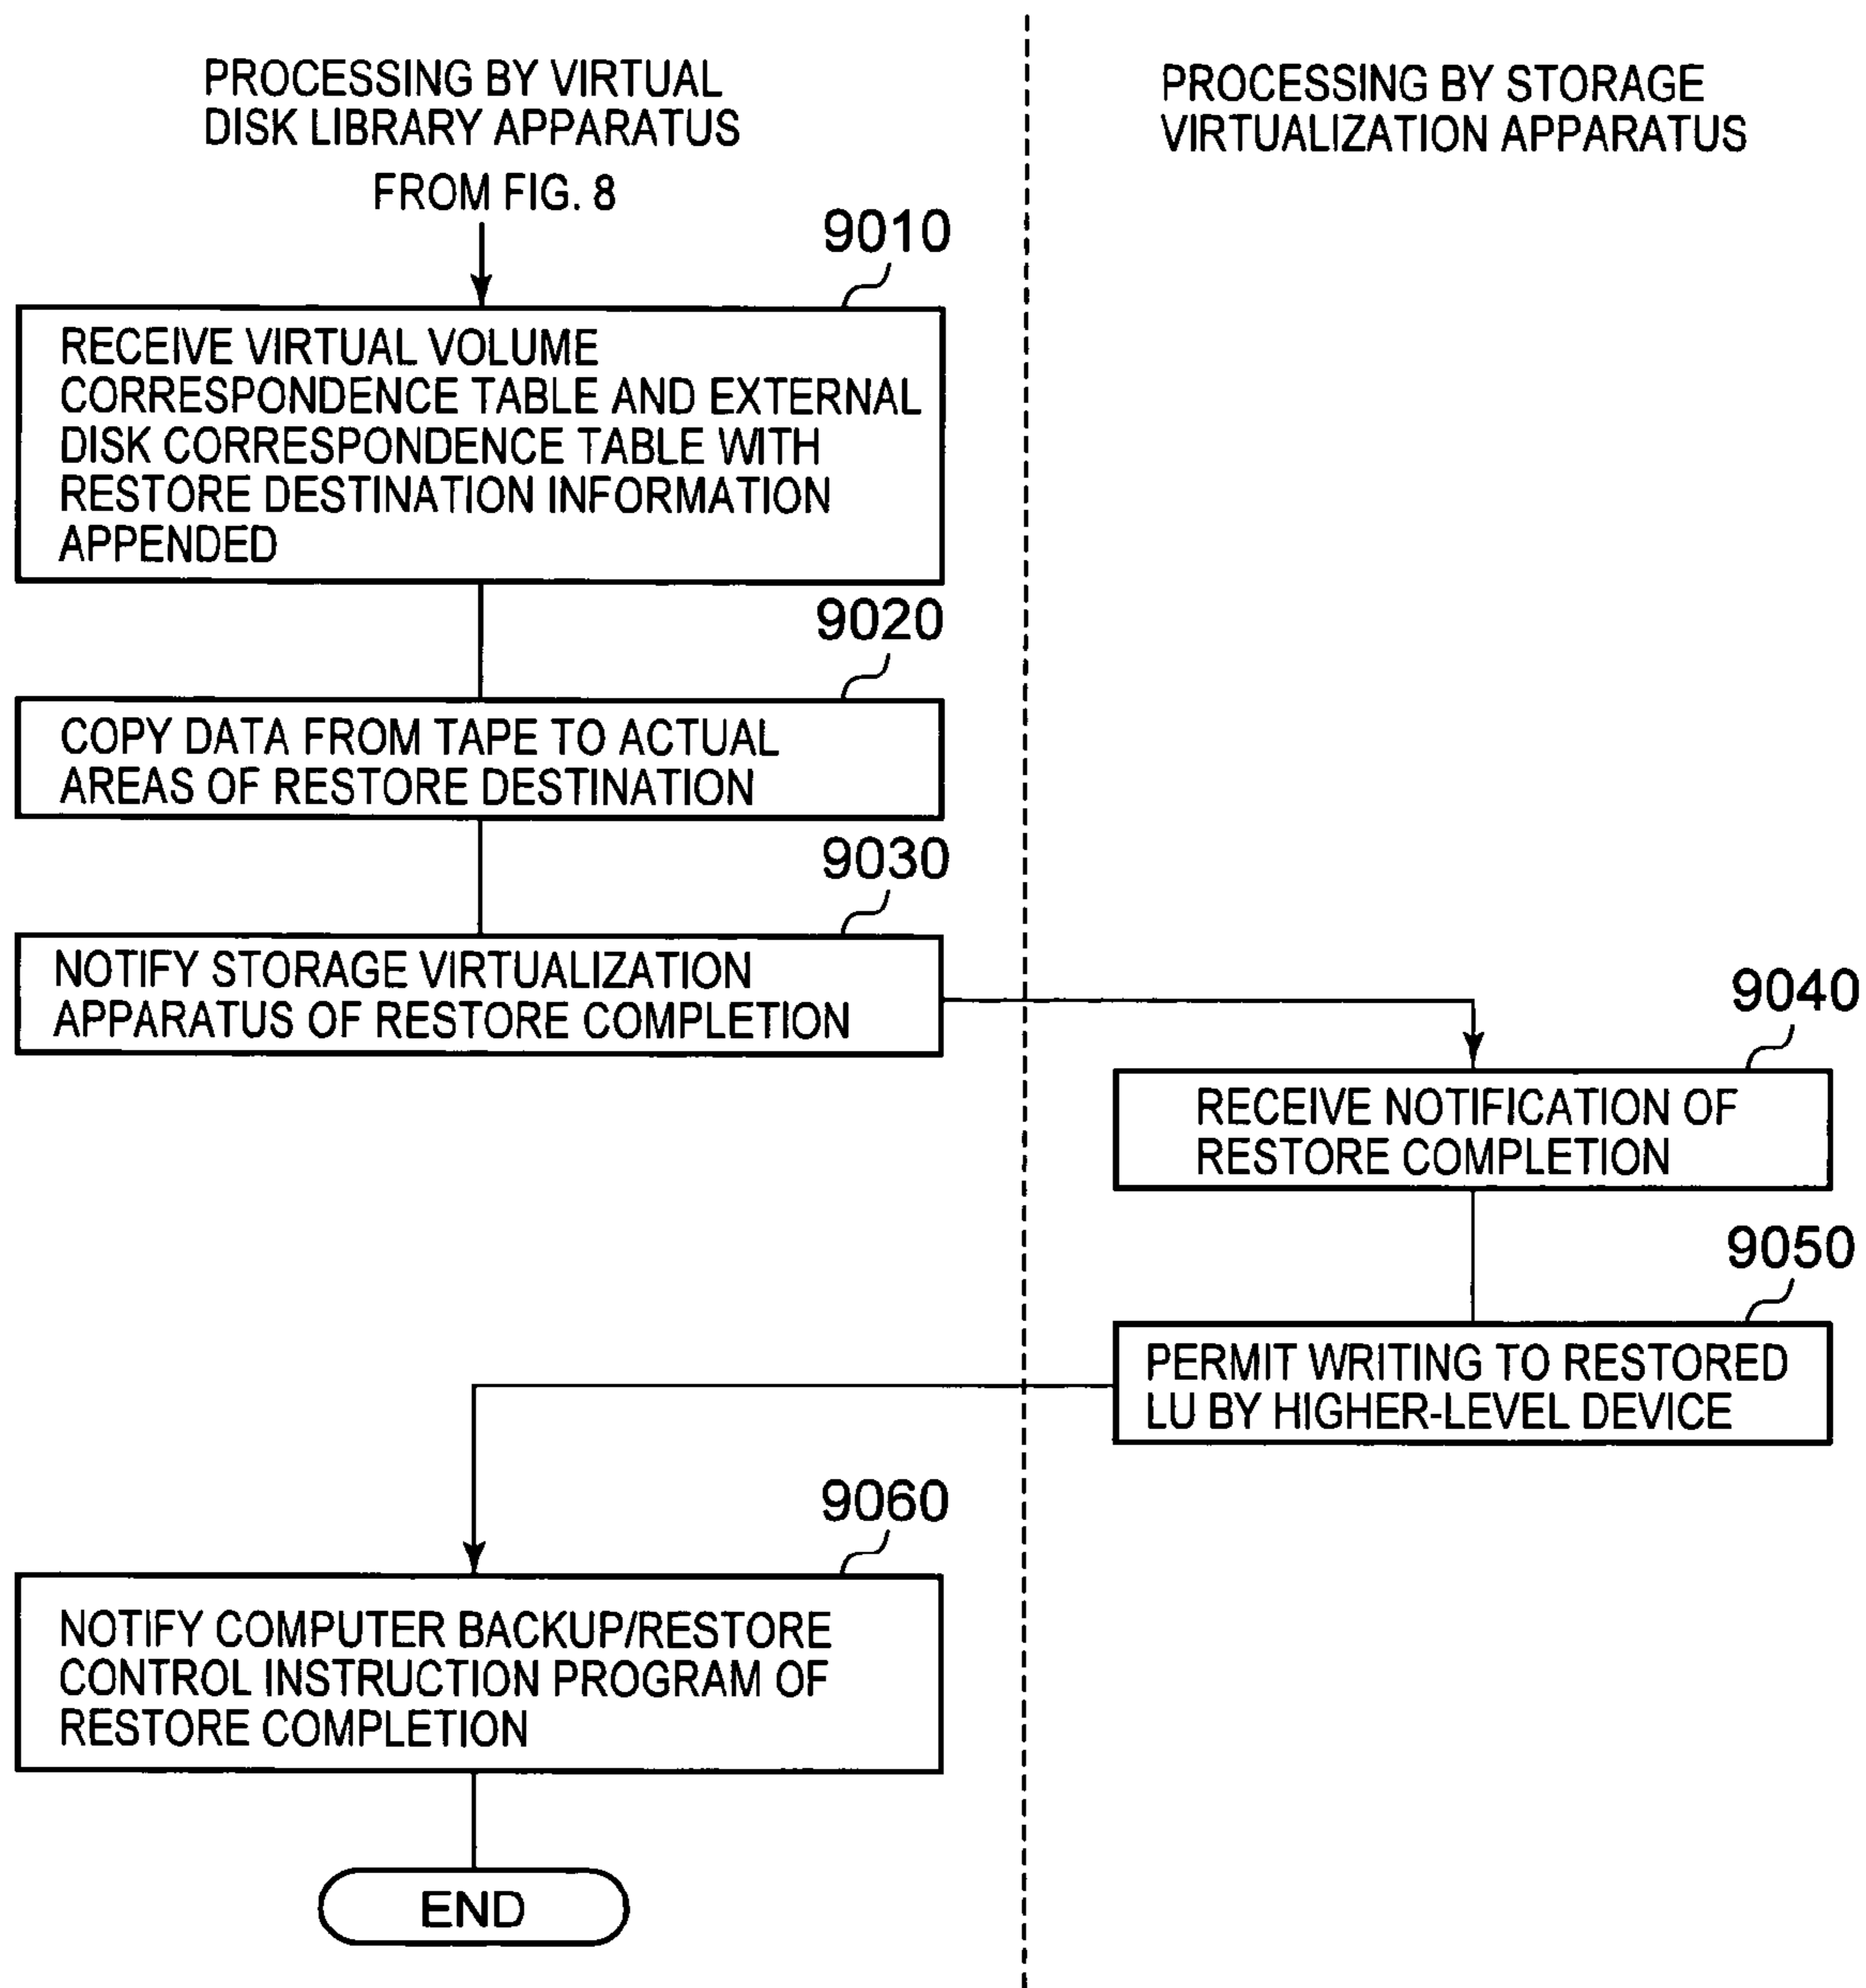 PROCESSING BY VIRTUAL
DISK LIBRARY APPARATUS
FROM FIG. 8
PROCESSING BY STORAGE
VIRTUALIZATION APPARATUS
9010
RECEIVE VIRTUAL VOLUME
CORRESPONDENCE TABLE AND EXTERNAL
DISK CORRESPONDENCE TABLE WITH
RESTORE DESTINATION INFORMATION
APPENDED
9020
COPY DATA FROM TAPE TO ACTUAL
AREAS OF RESTORE DESTINATION
9030
NOTIFY STORAGE VIRTUALIZATION
APPARATUS OF RESTORE COMPLETION
9040
RECEIVE NOTIFICATION OF
RESTORE COMPLETION
9050
PERMIT WRITING TO RESTORED
LU BY HIGHER-LEVEL DEVICE
9060
NOTIFY COMPUTER BACKUP/RESTORE
CONTROL INSTRUCTION PROGRAM OF
RESTORE COMPLETION
END